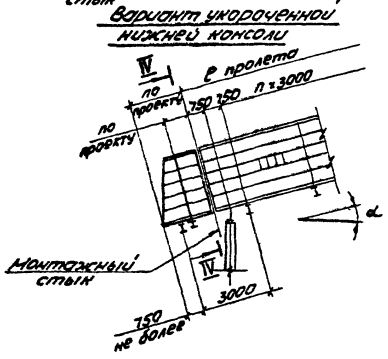 стык
Вариант укороченной
нижней консоли
IV
ℓ пролета
по
проекту
750
750
n × 3000
по
проекту
α
Монтажный
стык
IV
3000
750
не более